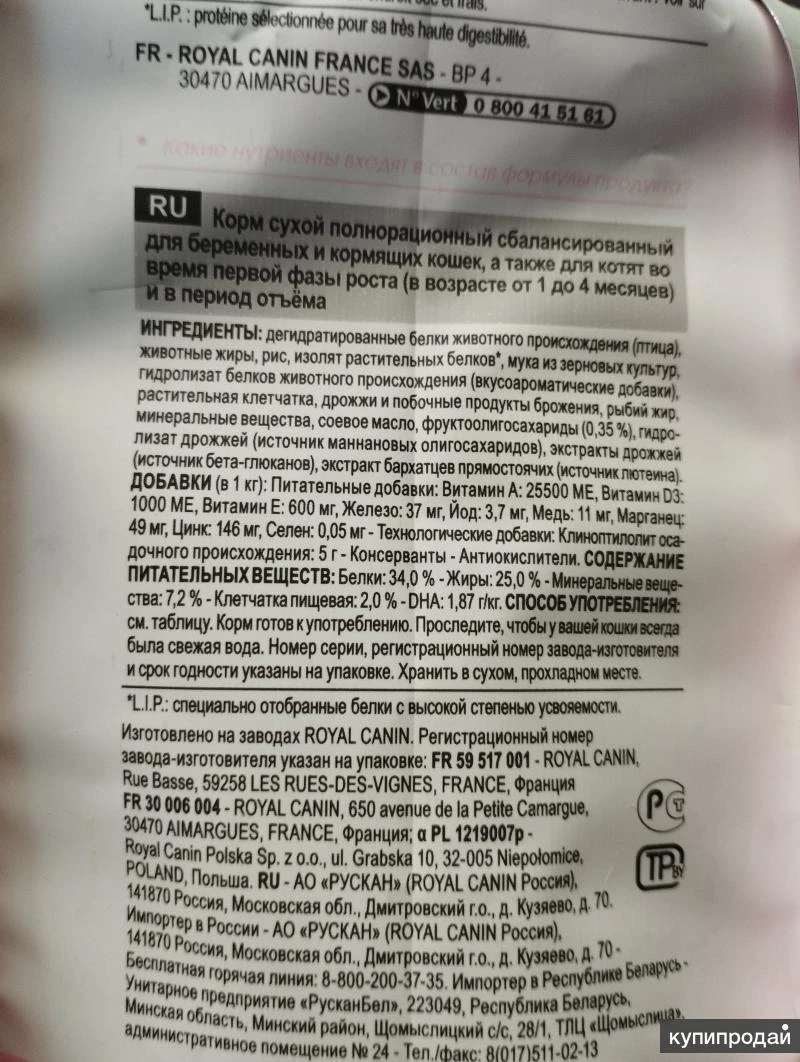 *L.I.P. : protéine sélectionnée pour sa très haute digestibilité.
FR - ROYAL CANIN FRANCE SAS - BP 4 -
30470 AIMARGUES - N° Vert 0 800 41 51 61
* Какие нутриенты входят в состав формулы продукта?
RU Корм сухой полнорационный сбалансированный
для беременных и кормящих кошек, а также для котят во
время первой фазы роста (в возрасте от 1 до 4 месяцев)
и в период отъёма
ИНГРЕДИЕНТЫ: дегидратированные белки животного происхождения (птица),
животные жиры, рис, изолят растительных белков*, мука из зерновых культур,
гидролизат белков животного происхождения (вкусоароматические добавки),
растительная клетчатка, дрожжи и побочные продукты брожения, рыбий жир,
минеральные вещества, соевое масло, фруктоолигосахариды (0,35 %), гидро-
лизат дрожжей (источник маннановых олигосахаридов), экстракты дрожжей
(источник бета-глюканов), экстракт бархатцев прямостоячих (источник лютеина).
ДОБАВКИ (в 1 кг): Питательные добавки: Витамин A: 25500 ME, Витамин D3:
1000 ME, Витамин E: 600 мг, Железо: 37 мг, Йод: 3,7 мг, Медь: 11 мг, Марганец:
49 мг, Цинк: 146 мг, Селен: 0,05 мг - Технологические добавки: Клиноптилолит оса-
дочного происхождения: 5 г - Консерванты - Антиокислители. СОДЕРЖАНИЕ
ПИТАТЕЛЬНЫХ ВЕЩЕСТВ: Белки: 34,0 % - Жиры: 25,0 % - Минеральные веще-
ства: 7,2 % - Клетчатка пищевая: 2,0 % - DHA: 1,87 г/кг. СПОСОБ УПОТРЕБЛЕНИЯ:
см. таблицу. Корм готов к употреблению. Проследите, чтобы у вашей кошки всегда
была свежая вода. Номер серии, регистрационный номер завода-изготовителя
и срок годности указаны на упаковке. Хранить в сухом, прохладном месте.
*L.I.P.: специально отобранные белки с высокой степенью усвояемости.
Изготовлено на заводах ROYAL CANIN. Регистрационный номер
завода-изготовителя указан на упаковке: FR 59 517 001 - ROYAL CANIN,
Rue Basse, 59258 LES RUES-DES-VIGNES, FRANCE, Франция
FR 30 006 004 - ROYAL CANIN, 650 avenue de la Petite Camargue,
30470 AIMARGUES, FRANCE, Франция; α PL 1219007p -
Royal Canin Polska Sp. z o.o., ul. Grabska 10, 32-005 Niepołomice,
POLAND, Польша. RU - АО «РУСКАН» (ROYAL CANIN Россия),
141870 Россия, Московская обл., Дмитровский г.о., д. Кузяево, д. 70.
Импортер в России - АО «РУСКАН» (ROYAL CANIN Россия),
141870 Россия, Московская обл., Дмитровский г.о., д. Кузяево, д. 70 -
Бесплатная горячая линия: 8-800-200-37-35. Импортер в Республике Беларусь -
Унитарное предприятие «РусканБел», 223049, Республика Беларусь,
Минская область, Минский район, Щомыслицкий с/с, 28/1, ТЛЦ «Щомыслица»,
административное помещение № 24 - Тел./факс: 8(017)511-02-13
купипродай